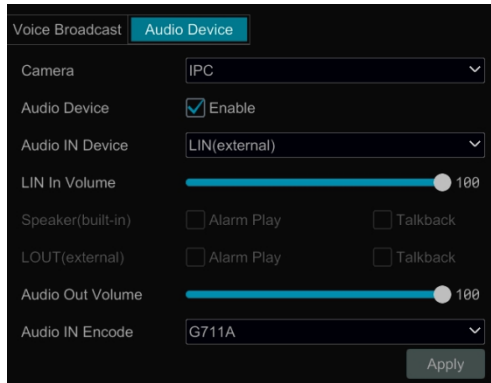 Voice Broadcast Audio Device
Camera IPC
Audio Device Enable
Audio IN Device LIN(external)
LIN In Volume 100
Speaker(built-in) Alarm Play Talkback
LOUT(external) Alarm Play Talkback
Audio Out Volume 100
Audio IN Encode G711A
Apply